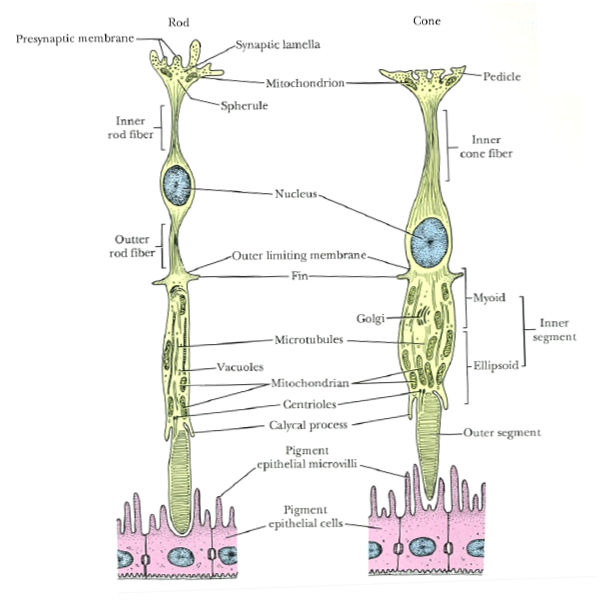 Rod
Cone
Presynaptic membrane
Synaptic lamella
Mitochondrion
Pedicle
Spherule
Inner
rod fiber
Inner
cone fiber
Nucleus
Outter
rod fiber
Outer limiting membrane
Fin
Myoid
Golgi
Inner
segment
Microtubules
Ellipsoid
Vacuoles
Mitochondrian
Centrioles
Calycal process
Outer segment
Pigment
epithelial microvilli
Pigment
epithelial cells